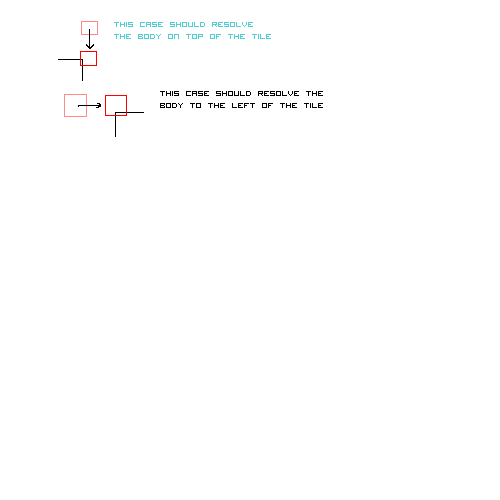 THIS CASE SHOULD RESOLVE
THE BODY ON TOP OF THE TILE
THIS CASE SHOULD RESOLVE THE
BODY TO THE LEFT OF THE TILE